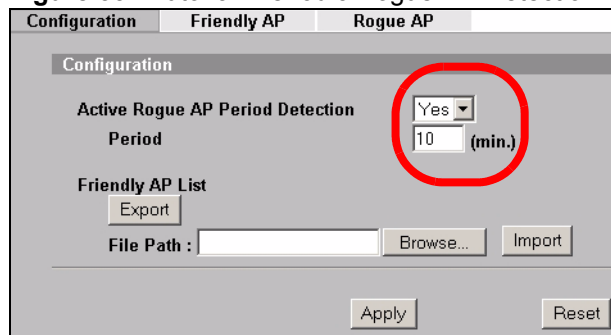 Configuration Friendly AP Rogue AP
Configuration
Active Rogue AP Period Detection Yes
Period 10 (min.)
Friendly AP List
Export
File Path : Browse... Import
Apply Reset